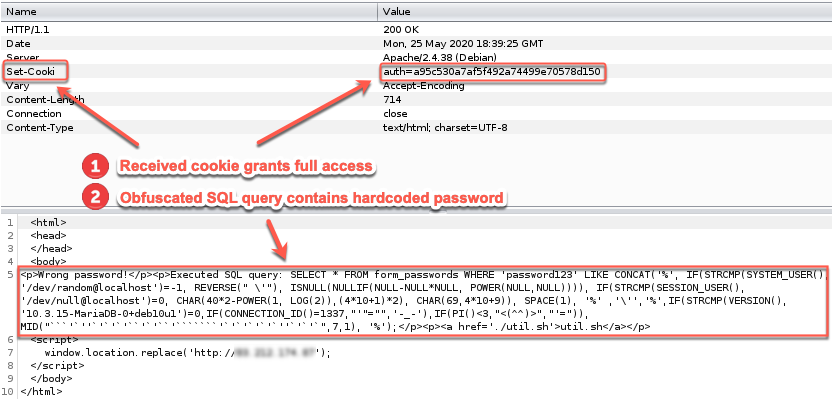 Name Value
HTTP/1.1 200 OK
Date Mon, 25 May 2020 18:39:25 GMT
Server Apache/2.4.38 (Debian)
Set-Cooki auth=a95c530a7af5f492a74499e70578d150
Vary Accept-Encoding
Content-Length 714
Connection close
Content-Type text/html; charset=UTF-8
1 Received cookie grants full access
2 Obfuscated SQL query contains hardcoded password
1 <html>
2 <head>
3 </head>
4 <body>
5 <p>Wrong password!</p><p>Executed SQL query: SELECT * FROM form_passwords WHERE 'password123' LIKE CONCAT('%', IF(STRCMP(SYSTEM_USER(),
'/dev/random@localhost')=-1, REVERSE(" \'"), ISNULL(NULLIF(NULL-NULL*NULL, POWER(NULL,NULL)))), IF(STRCMP(SESSION_USER(),
'/dev/null@localhost')=0, CHAR(40*2-POWER(1, LOG(2)),(4*10+1)*2), CHAR(69,4*10+9)), SPACE(1), '%' ,'\'','%',IF(STRCMP(VERSION(),
'10.3.15-MariaDB-0+deb10u1')=0,IF(CONNECTION_ID()=1337,"'"="",'-_-'),IF(PI()<3,"<(^^)>","'=")),
,7,1), '%');</p><p><a href='./util.sh'>util.sh</a></p>
6 <script>
7 window.location.replace('http://
8 </script>
9 </body>
10 </html>